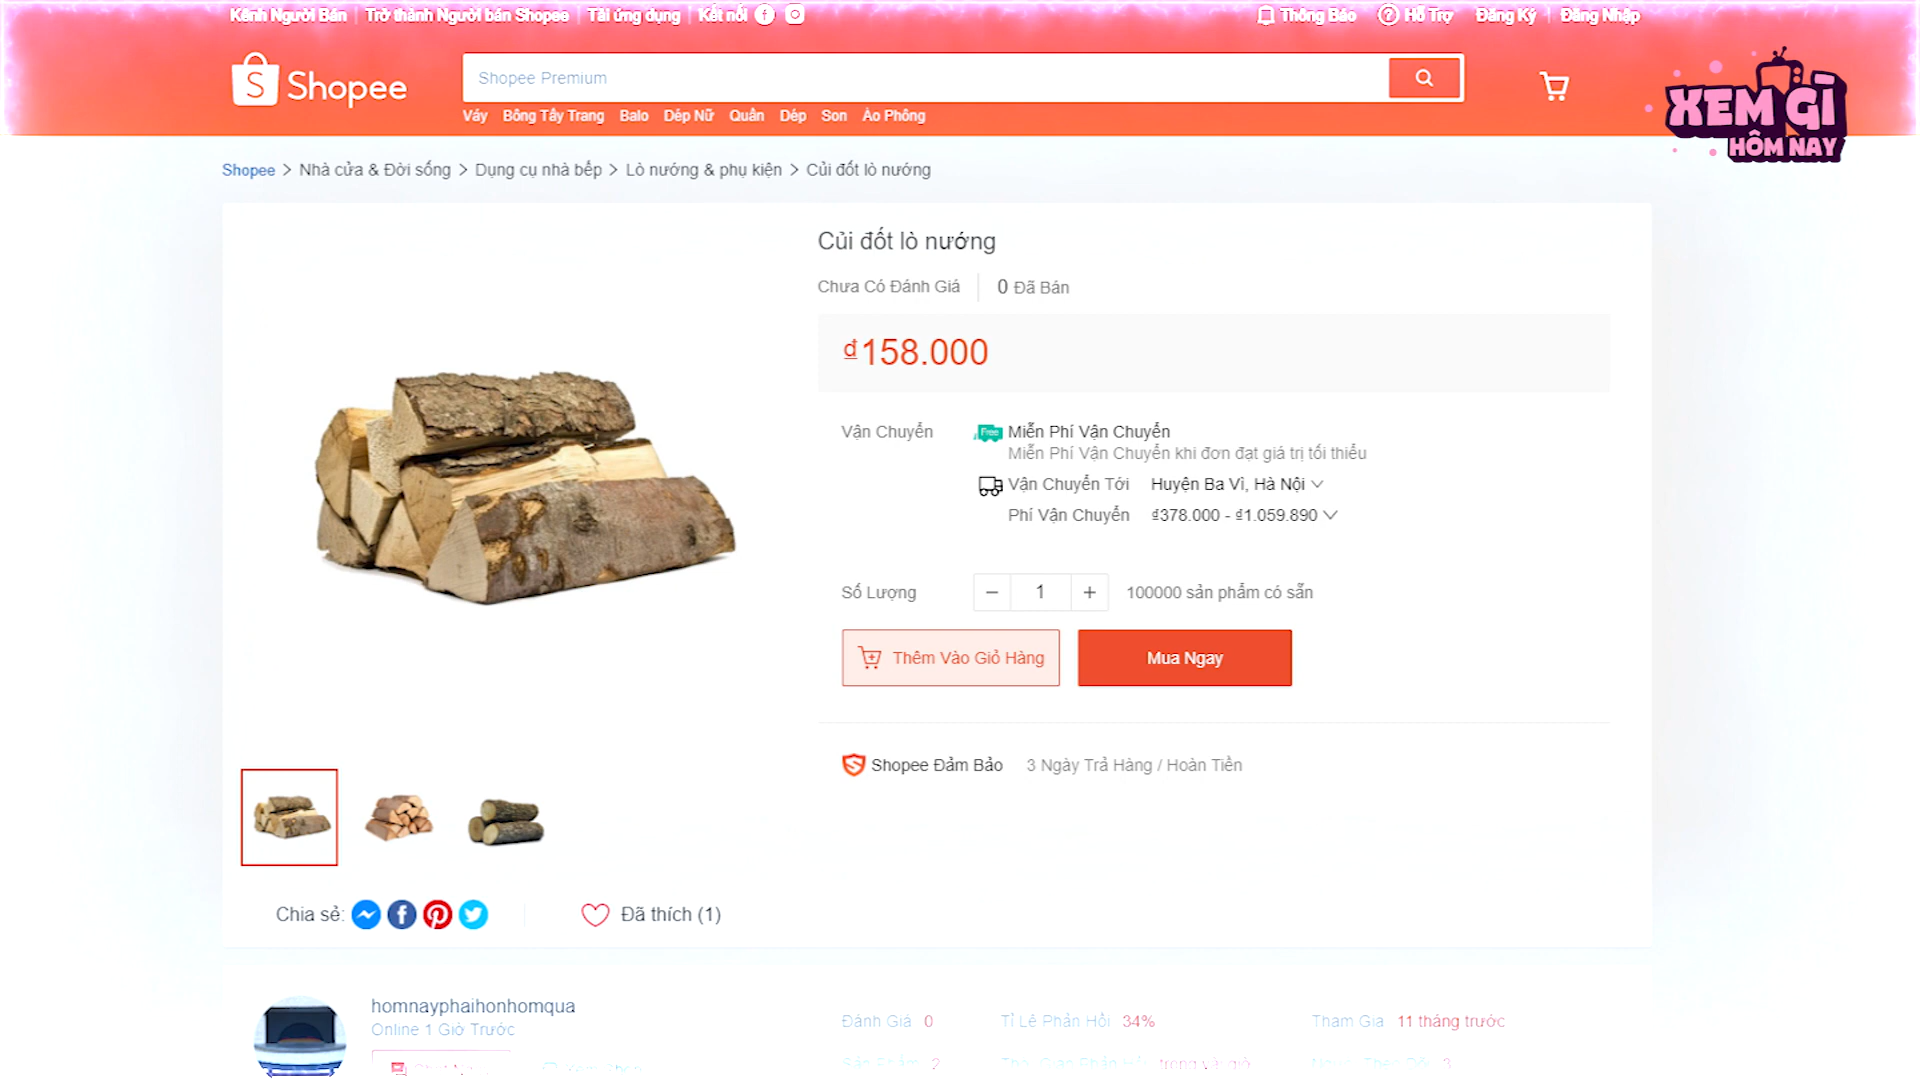 Kênh Người Bán Trở thành Người bán Shopee Tải ứng dụng Kết nối
Thông Báo Hỗ Trợ Đăng Ký Đăng Nhập
Shopee
Shopee Premium
Váy Bông Tẩy Trang Balo Dép Nữ Quần Dép Son Áo Phông
XEM GÌ
HÔM NAY
Shopee > Nhà cửa & Đời sống > Dụng cụ nhà bếp > Lò nướng & phụ kiện > Củi đốt lò nướng
Củi đốt lò nướng
Chưa Có Đánh Giá 0 Đã Bán
₫158.000
Vận Chuyển Free Miễn Phí Vận Chuyển
Miễn Phí Vận Chuyển khi đơn đạt giá trị tối thiểu
Vận Chuyển Tới Huyện Ba Vì, Hà Nội
Phí Vận Chuyển ₫378.000 - ₫1.059.890
Số Lượng − 1 + 100000 sản phẩm có sẵn
Thêm Vào Giỏ Hàng Mua Ngay
Shopee Đảm Bảo 3 Ngày Trả Hàng / Hoàn Tiền
Chia sẻ: Đã thích (1)
homnayphaihonhomqua
Online 1 Giờ Trước
Đánh Giá 0 Tỉ Lệ Phản Hồi 34% Tham Gia 11 tháng trước